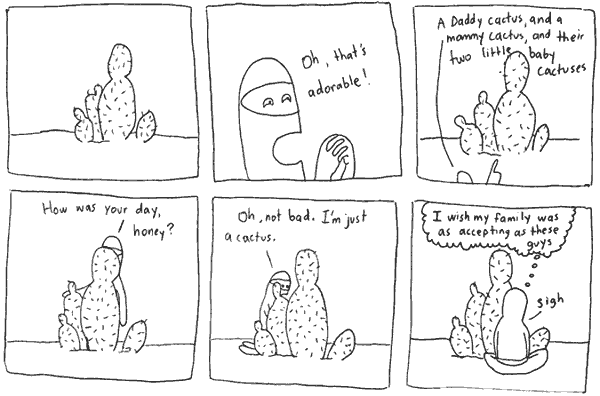 Oh, that's
adorable!
A Daddy cactus, and a
mommy cactus, and their
two little baby
cactuses
How was your day,
honey?
Oh, not bad. I'm just
a cactus.
I wish my family was
as accepting as these
guys
sigh